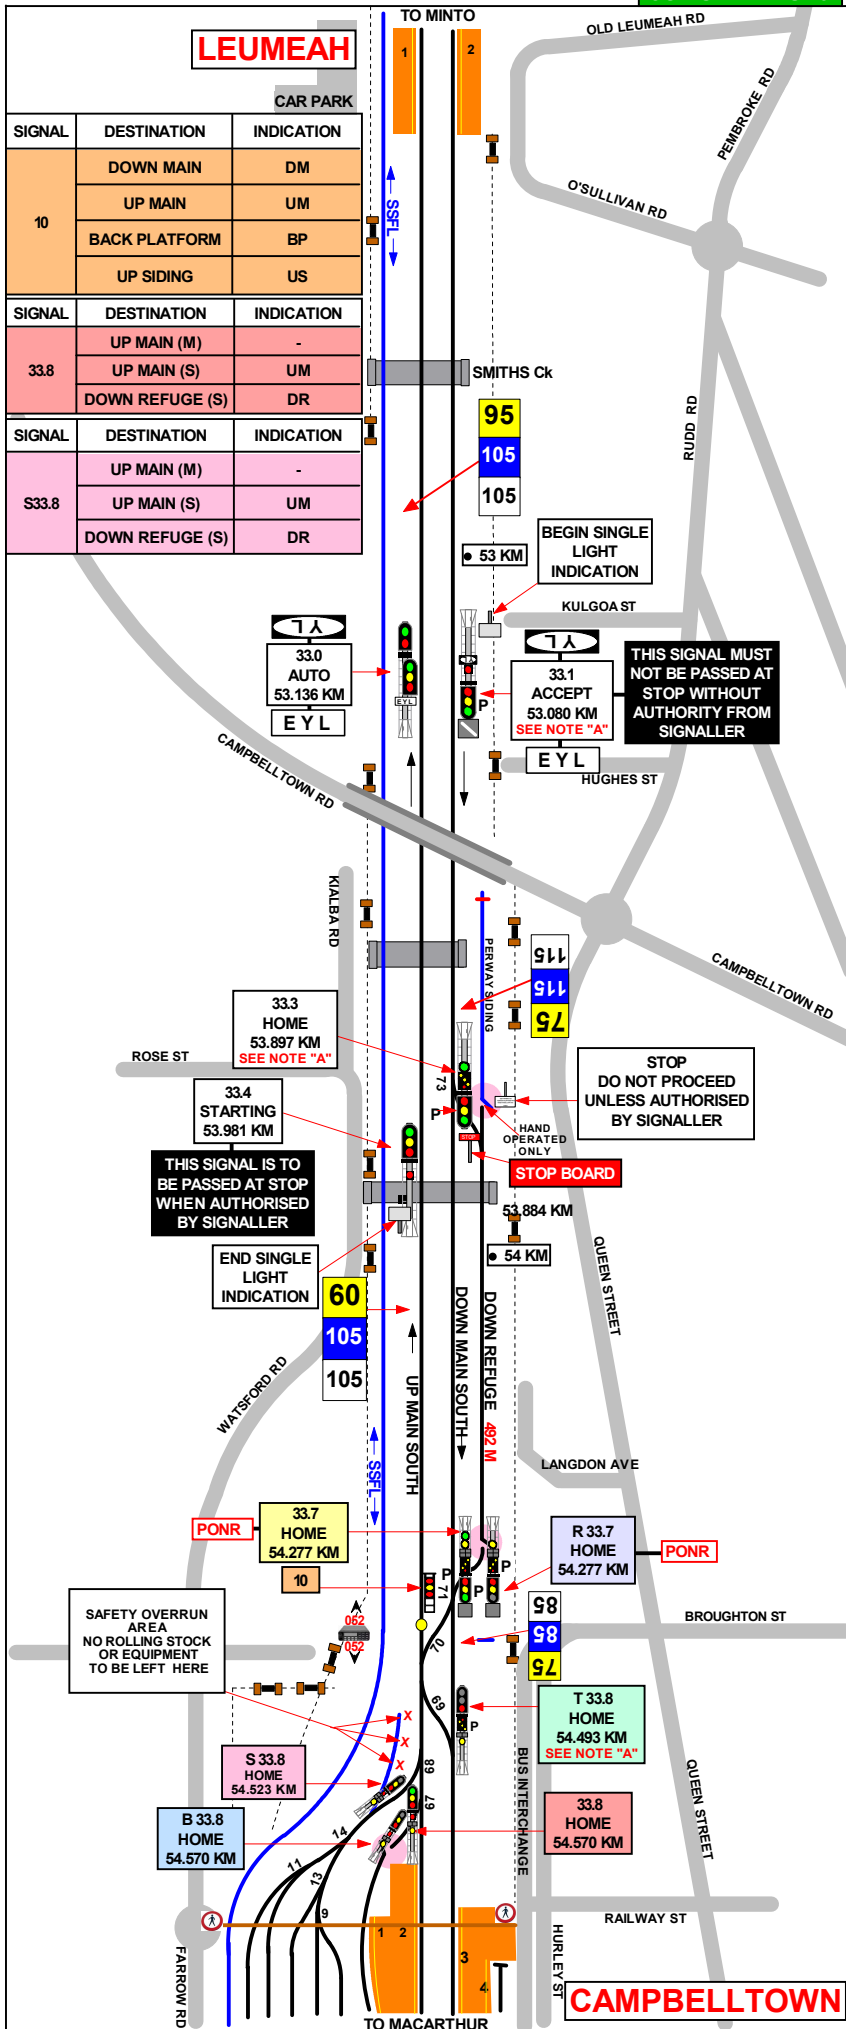 TO MINTO
LEUMEAH
1
2
OLD LEUMEAH RD
PEMBROKE RD
CAR PARK
SIGNAL DESTINATION INDICATION
10
DOWN MAIN DM
UP MAIN UM
BACK PLATFORM BP
UP SIDING US
SIGNAL DESTINATION INDICATION
33.8
UP MAIN (M) -
UP MAIN (S) UM
DOWN REFUGE (S) DR
SIGNAL DESTINATION INDICATION
S33.8
UP MAIN (M) -
UP MAIN (S) UM
DOWN REFUGE (S) DR
SSFL
O'SULLIVAN RD
SMITHS Ck
RUDD RD
95
105
105
53 KM
BEGIN SINGLE
LIGHT
INDICATION
KULGOA ST
YL
33.0
AUTO
53.136 KM
E Y L
EYL
YL
33.1
ACCEPT
53.080 KM
SEE NOTE "A"
E Y L
P
THIS SIGNAL MUST
NOT BE PASSED AT
STOP WITHOUT
AUTHORITY FROM
SIGNALLER
HUGHES ST
CAMPBELLTOWN RD
KIALBA RD
PERWAY SIDING
115
115
75
CAMPBELLTOWN RD
33.3
HOME
53.897 KM
SEE NOTE "A"
ROSE ST
73
P
STOP
DO NOT PROCEED
UNLESS AUTHORISED
BY SIGNALLER
33.4
STARTING
53.981 KM
HAND
OPERATED
ONLY
STOP
STOP BOARD
THIS SIGNAL IS TO
BE PASSED AT STOP
WHEN AUTHORISED
BY SIGNALLER
53.884 KM
54 KM
END SINGLE
LIGHT
INDICATION
QUEEN STREET
60
105
105
WATSFORD RD
UP MAIN SOUTH
DOWN MAIN SOUTH
DOWN REFUGE 492 M
SSFL
LANGDON AVE
33.7
HOME
54.277 KM
PONR
R 33.7
HOME
54.277 KM
PONR
10
P
71
P
P
SAFETY OVERRUN
AREA
NO ROLLING STOCK
OR EQUIPMENT
TO BE LEFT HERE
062
052
85
85
75
BROUGHTON ST
70
69
X
X
X
P
T 33.8
HOME
54.493 KM
SEE NOTE "A"
S 33.8
HOME
54.523 KM
68
67
BUS INTERCHANGE
QUEEN STREET
B 33.8
HOME
54.570 KM
33.8
HOME
54.570 KM
14
11
13
9
1
2
3
4
RAILWAY ST
FARROW RD
HURLEY ST
CAMPBELLTOWN
TO MACARTHUR